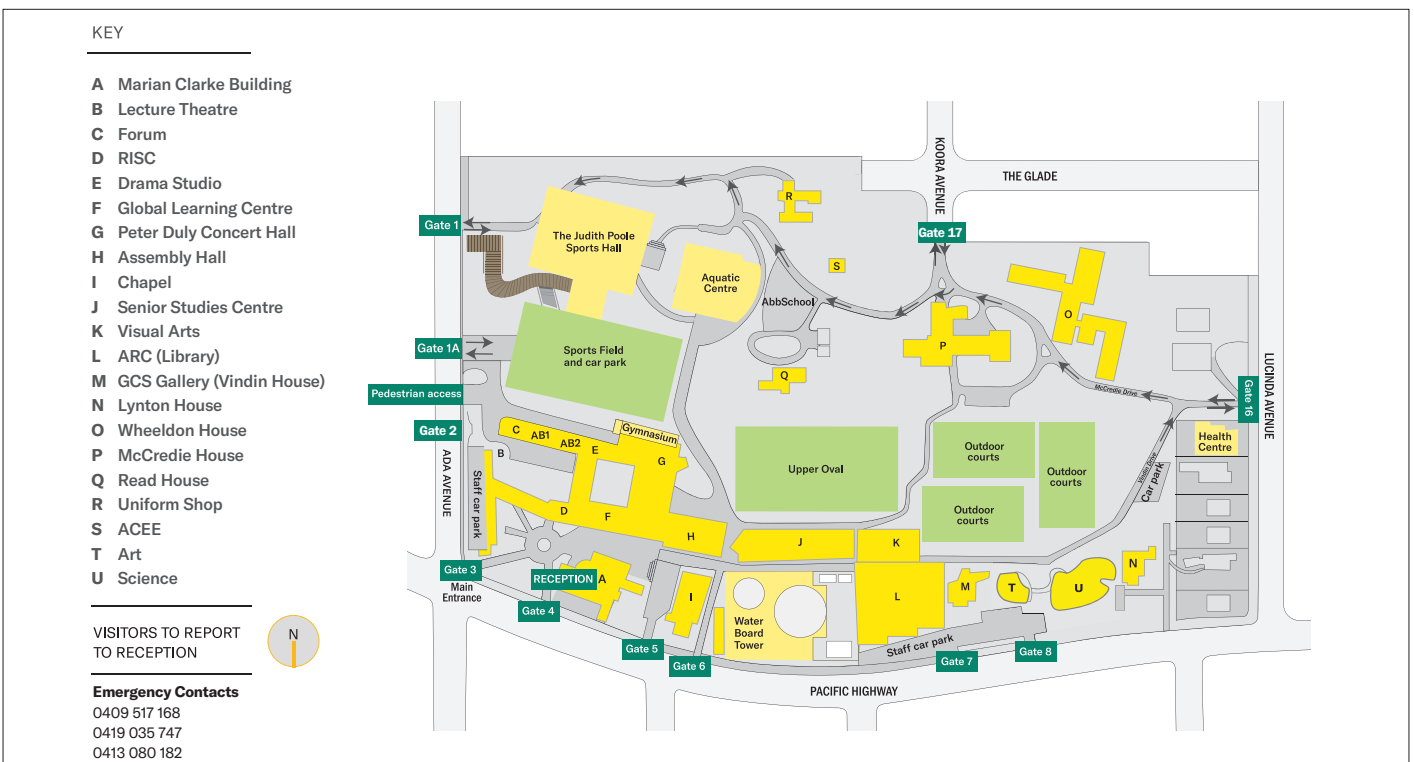 KEY
A Marian Clarke Building
B Lecture Theatre
C Forum
D RISC
E Drama Studio
F Global Learning Centre
G Peter Duly Concert Hall
H Assembly Hall
I Chapel
J Senior Studies Centre
K Visual Arts
L ARC (Library)
M GCS Gallery (Vindin House)
N Lynton House
O Wheeldon House
P McCredie House
Q Read House
R Uniform Shop
S ACEE
T Art
U Science
VISITORS TO REPORT
TO RECEPTION
N
Emergency Contacts
0409 517 168
0419 035 747
0413 080 182
KOORA AVENUE
THE GLADE
R
Gate 1
The Judith Poole
Sports Hall
Gate 17
S
Aquatic
Centre
AbbSchool
O
Gate 1A
Sports Field
and car park
P
Q
LUCINDA AVENUE
McCredie Drive
Gate 16
Pedestrian access
Gate 2
C
AB1
AB2
Gymnasium
B
E
G
Upper Oval
Outdoor
courts
Outdoor
courts
Outdoor
courts
Health
Centre
Vindin Drive
Car park
ADA AVENUE
Staff car park
D
F
H
J
K
Gate 3
Main
Entrance
RECEPTION
A
I
L
M
T
U
N
Gate 4
Water
Board
Tower
Gate 5
Gate 6
Staff car park
Gate 7
Gate 8
PACIFIC HIGHWAY